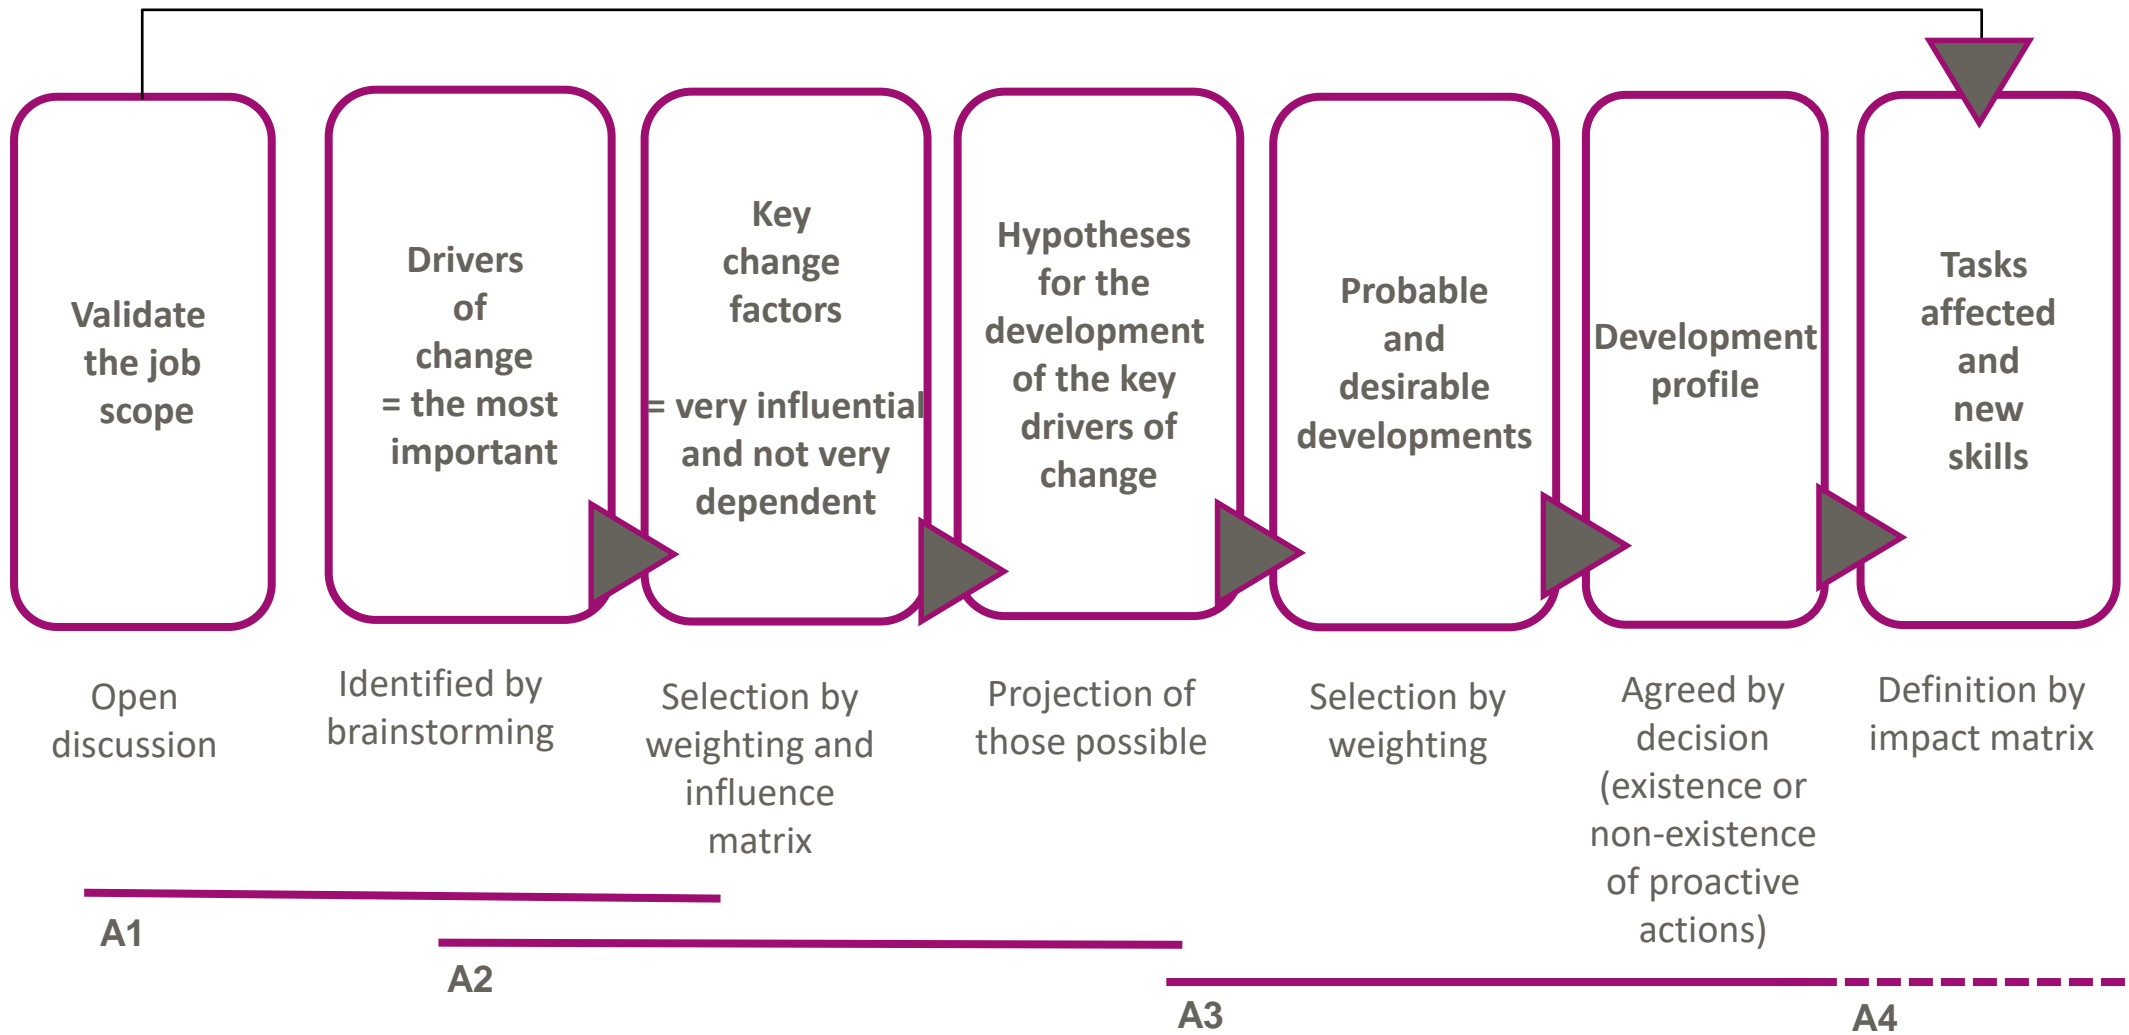 Validate
the job
scope
Drivers
of
change
= the most
important
Key
change
factors
= very influential
and not very
dependent
Hypotheses
for the
development
of the key
drivers of
change
Probable
and
desirable
developments
Development
profile
Tasks
affected
and
new
skills
Open
discussion
Identified by
brainstorming
Selection by
weighting and
influence
matrix
Projection of
those possible
Selection by
weighting
Agreed by
decision
(existence or
non-existence
of proactive
actions)
Definition by
impact matrix
A1
A2
A3
A4